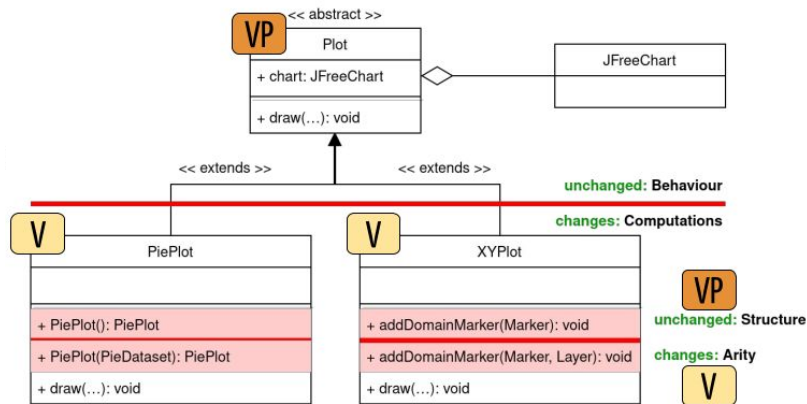 << abstract >>
VP
Plot
+ chart: JFreeChart
+ draw(...): void
JFreeChart
<< extends >>
<< extends >>
unchanged: Behaviour
changes: Computations
V
PiePlot
+ PiePlot(): PiePlot
+ PiePlot(PieDataset): PiePlot
+ draw(...): void
V
XYPlot
+ addDomainMarker(Marker): void
+ addDomainMarker(Marker, Layer): void
+ draw(...): void
VP
unchanged: Structure
changes: Arity
V